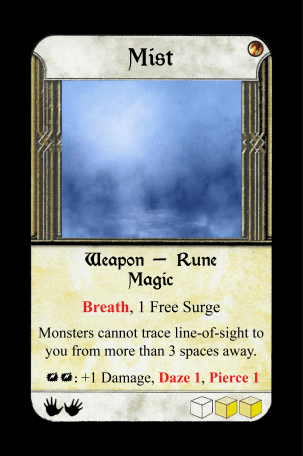 Mist
Weapon — Rune
Magic
Breath, 1 Free Surge
Monsters cannot trace line-of-sight to
you from more than 3 spaces away.
: +1 Damage, Daze 1, Pierce 1